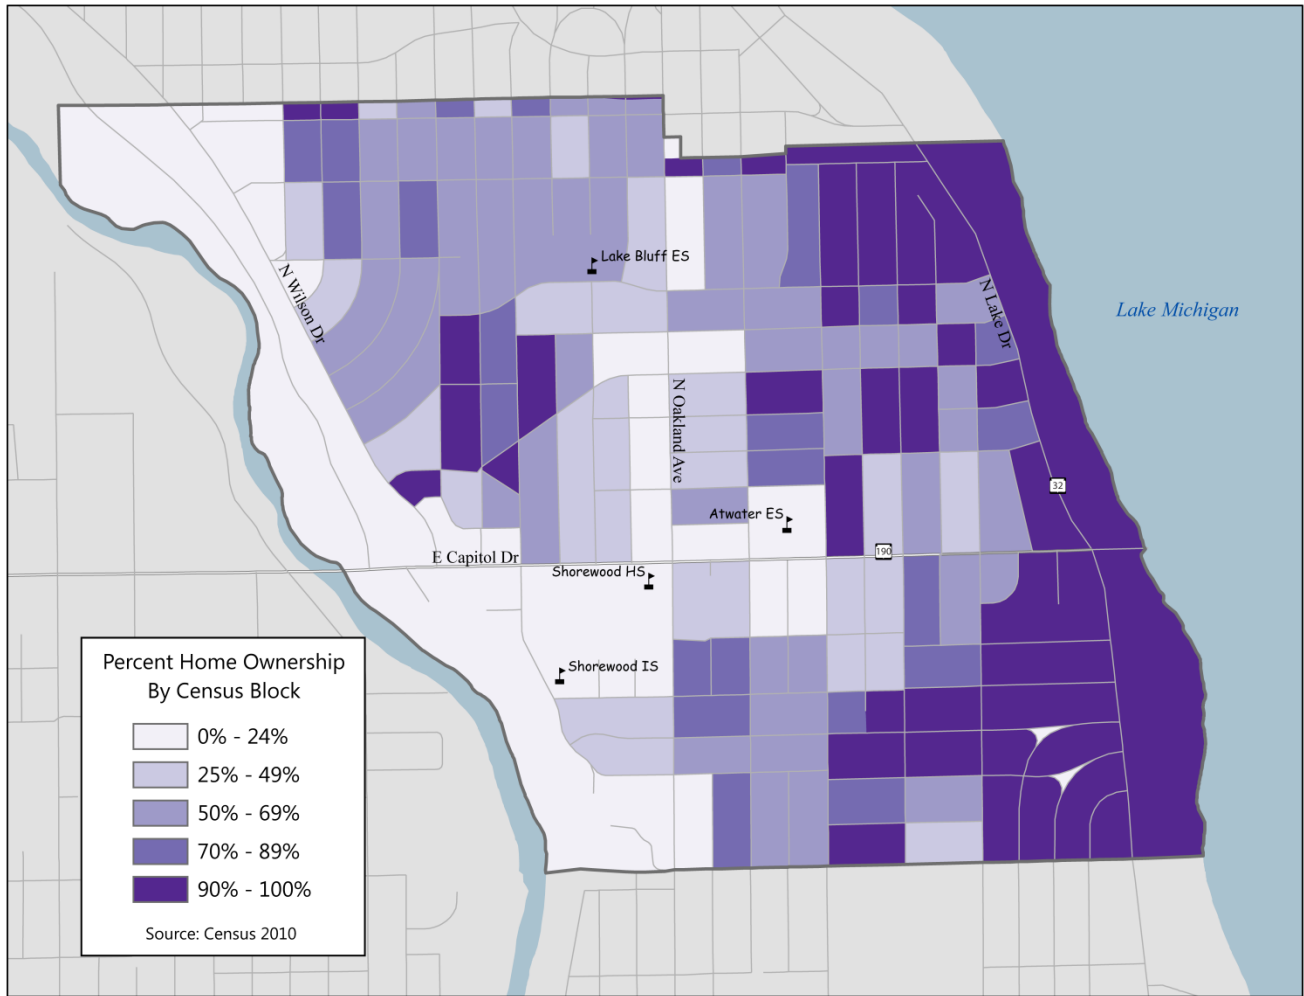 Lake Bluff ES
N Wilson Dr
N Lake Dr
Lake Michigan
N Oakland Ave
32
Atwater ES
190
E Capitol Dr
Shorewood HS
Shorewood IS
Percent Home Ownership
By Census Block
0% - 24%
25% - 49%
50% - 69%
70% - 89%
90% - 100%
Source: Census 2010